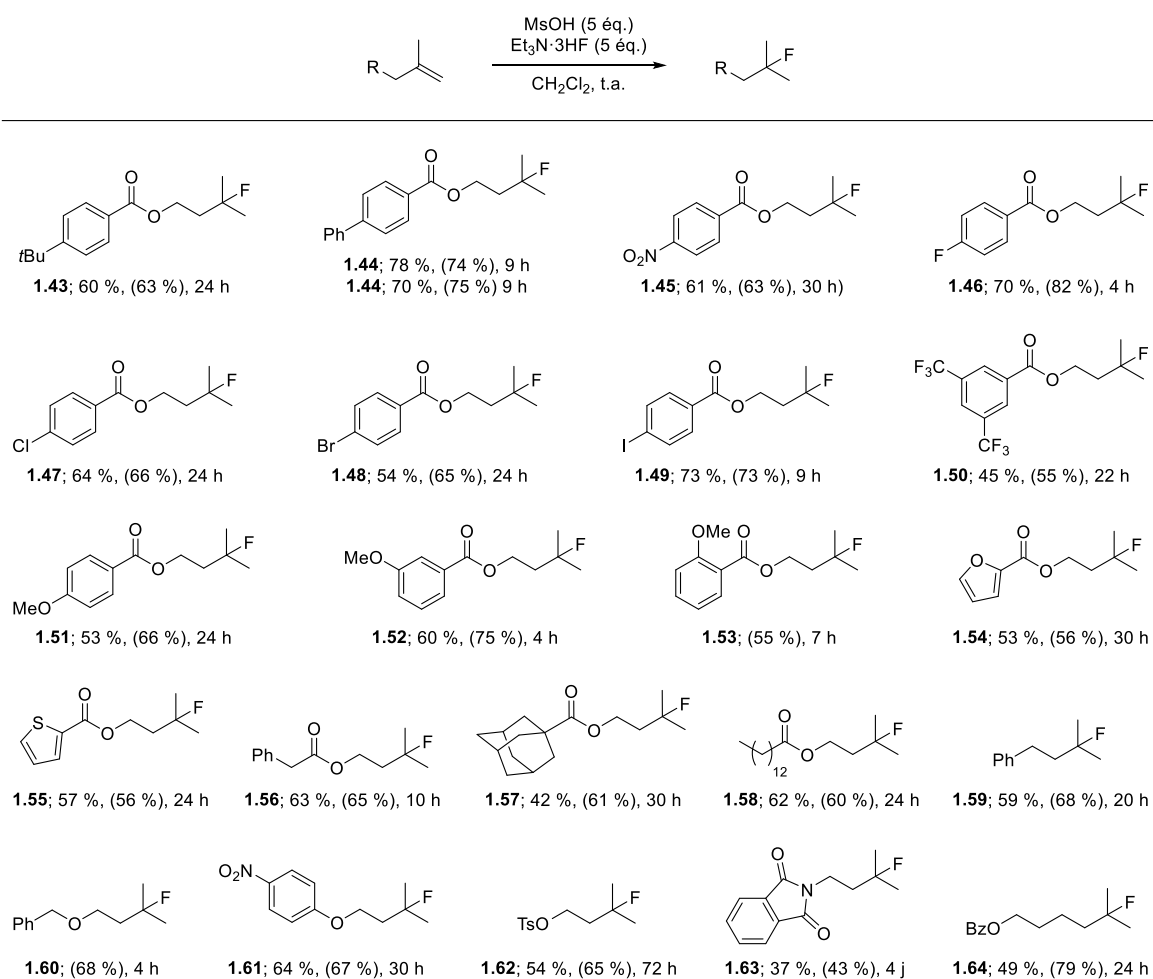 MsOH (5 éq.)
Et₃N·3HF (5 éq.)
CH₂Cl₂, t.a.
R
R
F
O
O
F
tBu
1.43; 60 %, (63 %), 24 h
O
O
F
Ph
1.44; 78 %, (74 %), 9 h
1.44; 70 %, (75 %) 9 h
O
O
F
O₂N
1.45; 61 %, (63 %), 30 h)
O
O
F
F
1.46; 70 %, (82 %), 4 h
O
O
F
Cl
1.47; 64 %, (66 %), 24 h
O
O
F
Br
1.48; 54 %, (65 %), 24 h
O
O
F
I
1.49; 73 %, (73 %), 9 h
F₃C
O
O
F
CF₃
1.50; 45 %, (55 %), 22 h
O
O
F
MeO
1.51; 53 %, (66 %), 24 h
MeO
O
O
F
1.52; 60 %, (75 %), 4 h
OMe
O
O
F
1.53; (55 %), 7 h
O
O
O
F
1.54; 53 %, (56 %), 30 h
S
O
O
F
1.55; 57 %, (56 %), 24 h
Ph
O
O
F
1.56; 63 %, (65 %), 10 h
O
O
F
1.57; 42 %, (61 %), 30 h
( )₁₂
O
O
F
1.58; 62 %, (60 %), 24 h
Ph
F
1.59; 59 %, (68 %), 20 h
Ph
O
F
1.60; (68 %), 4 h
O₂N
O
F
1.61; 64 %, (67 %), 30 h
TsO
F
1.62; 54 %, (65 %), 72 h
O
N
O
F
1.63; 37 %, (43 %), 4 j
BzO
F
1.64; 49 %, (79 %), 24 h